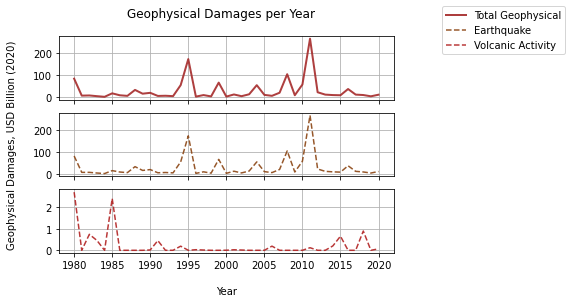 Geophysical Damages per Year
Total Geophysical
Earthquake
Volcanic Activity
Geophysical Damages, USD Billion (2020)
200
100
0
200
100
0
2
1
0
1980 1985 1990 1995 2000 2005 2010 2015 2020
Year